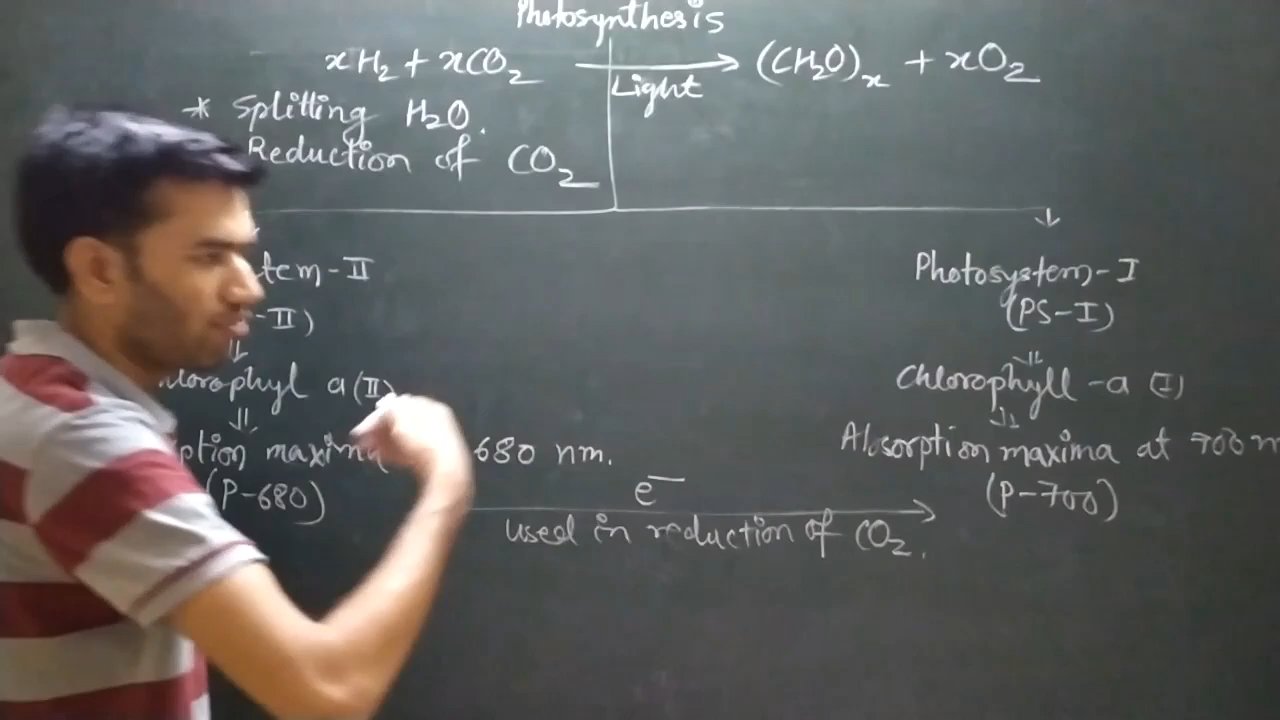 Photosynthesis
xH2 + xCO2 Light (CH2O)x + xO2
* Splitting H2O.
Reduction of CO2
tem-II
-II)
lorophyl a(II)
ption maxima 680 nm.
(P-680)
Photosystem-I
(PS-I)
Chlorophyll-a (I)
Absorption maxima at 700 n
(P-700)
e—
used in reduction of CO2.